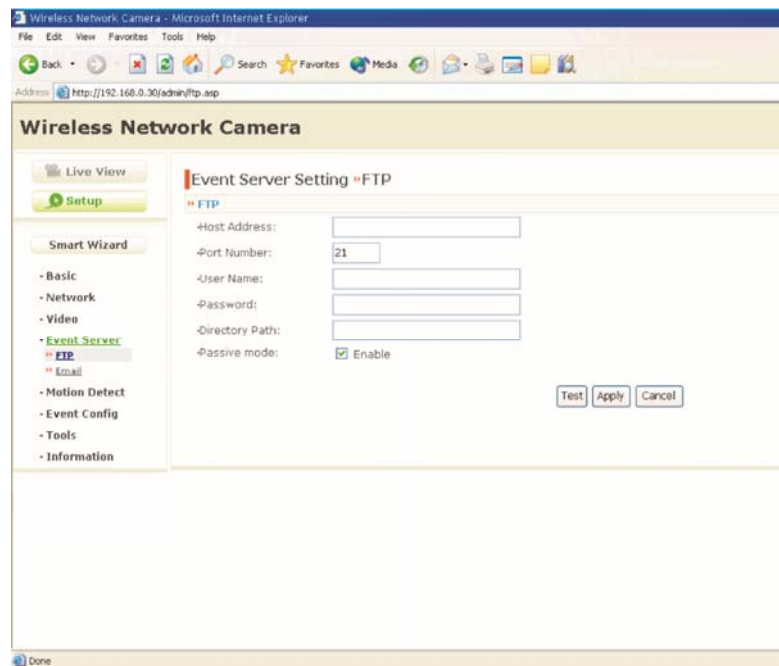 Wireless Network Camera - Microsoft Internet Explorer
File Edit View Favorites Tools Help
Back Search Favorites Media
Address http://192.168.0.30/admin/ftp.asp
Wireless Network Camera
Live View
Setup
Smart Wizard
- Basic
- Network
- Video
- Event Server
» FTP
» Email
- Motion Detect
- Event Config
- Tools
- Information
Event Server Setting »FTP
» FTP
-Host Address:
-Port Number: 21
-User Name:
-Password:
-Directory Path:
-Passive mode: Enable
Test Apply Cancel
Done